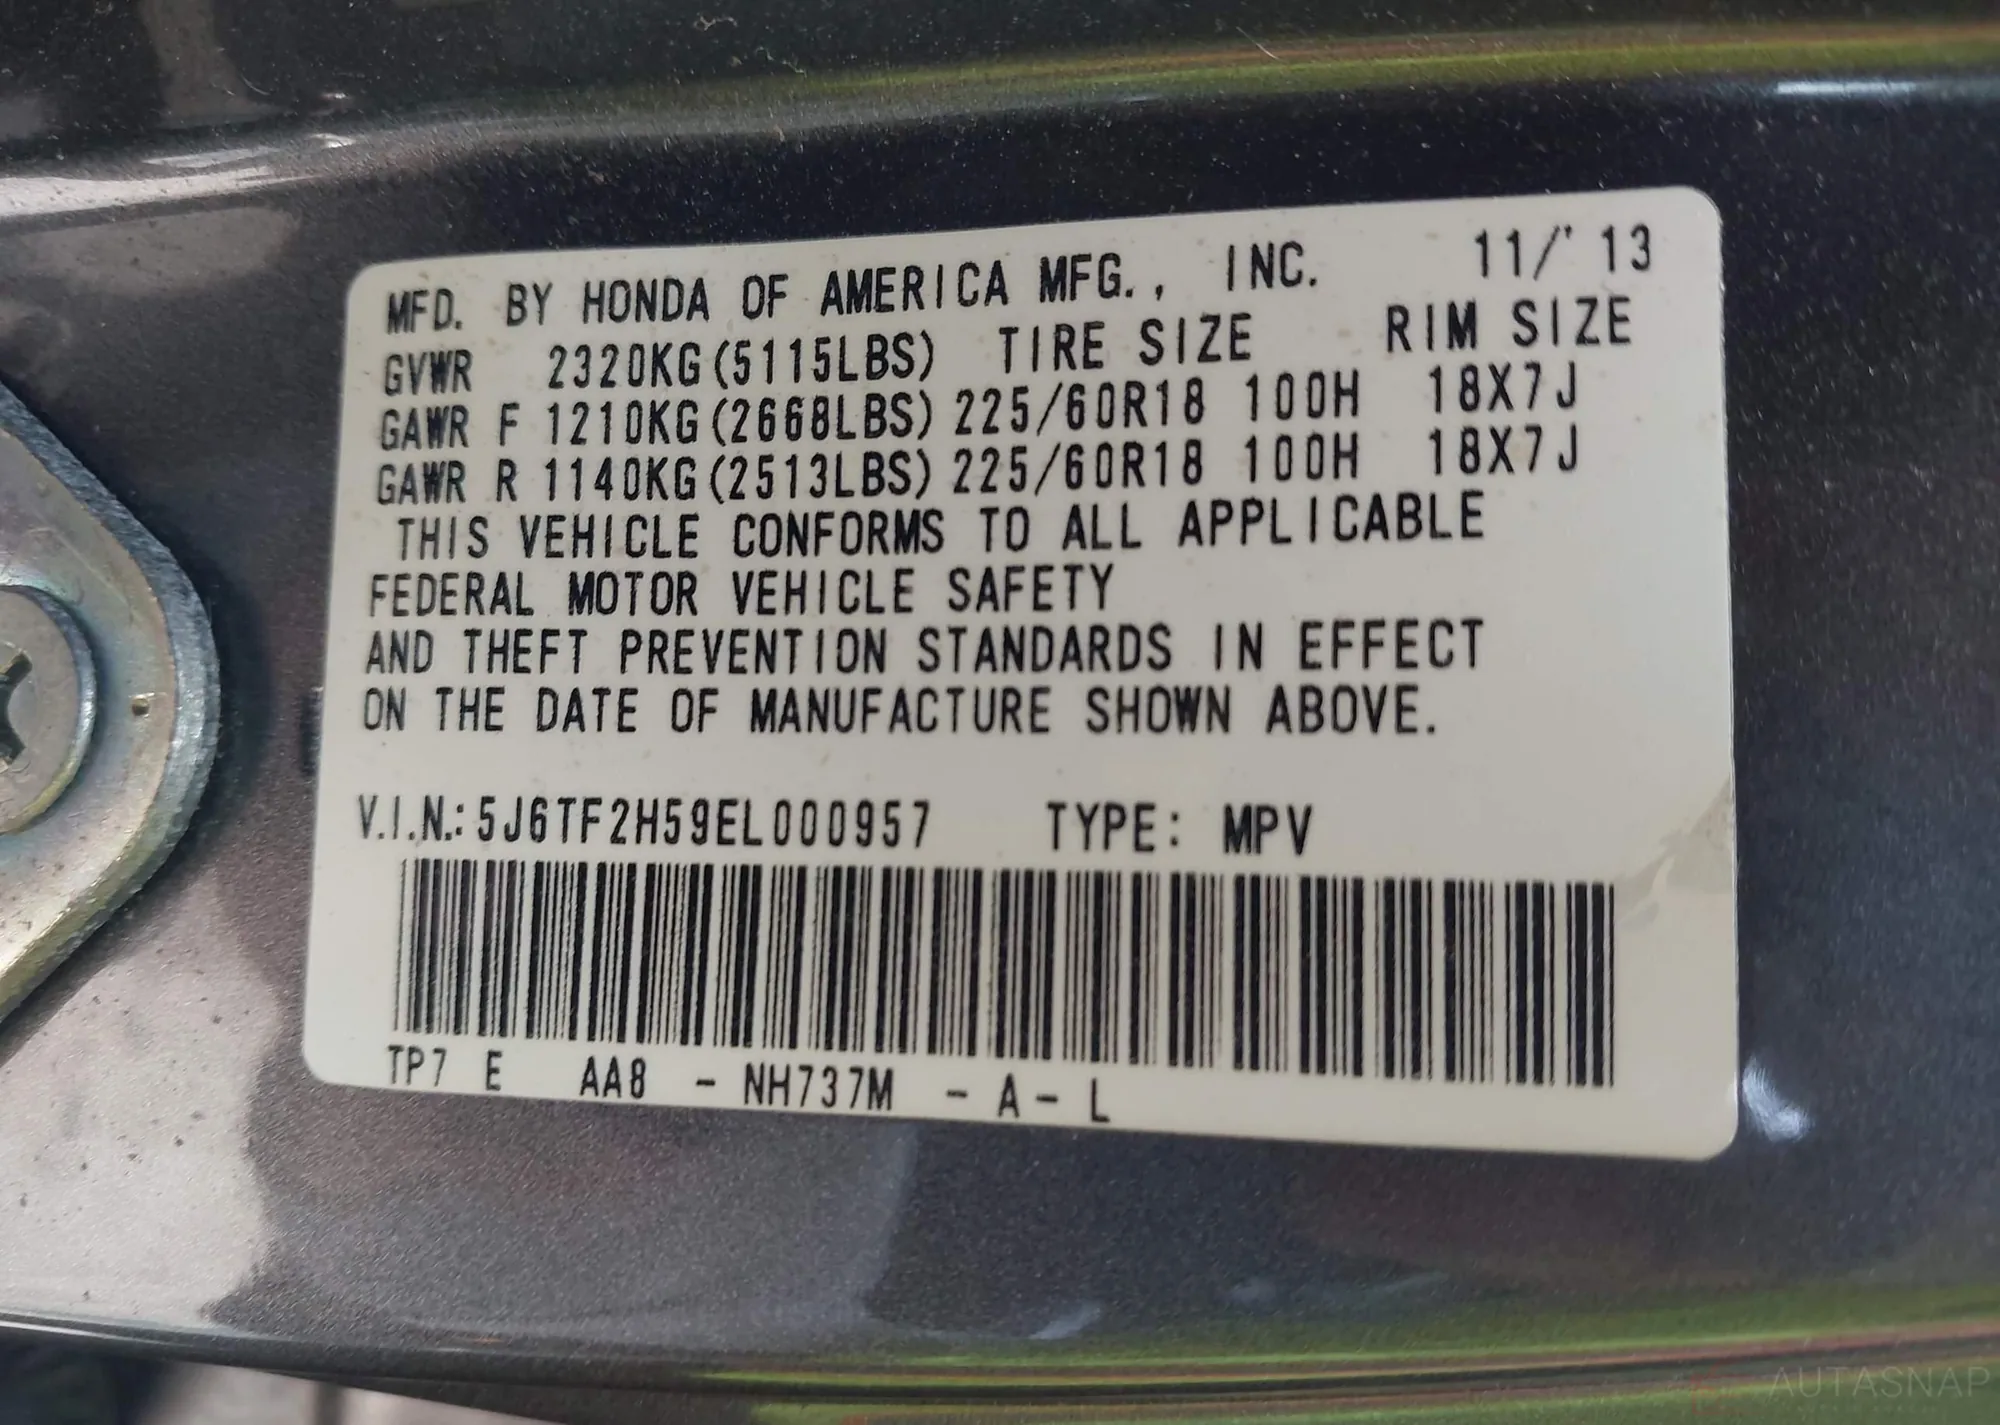 MFD. BY HONDA OF AMERICA MFG., INC. 11/'13
GVWR 2320KG(5115LBS) TIRE SIZE RIM SIZE
GAWR F 1210KG(2668LBS) 225/60R18 100H 18X7J
GAWR R 1140KG(2513LBS) 225/60R18 100H 18X7J
THIS VEHICLE CONFORMS TO ALL APPLICABLE
FEDERAL MOTOR VEHICLE SAFETY
AND THEFT PREVENTION STANDARDS IN EFFECT
ON THE DATE OF MANUFACTURE SHOWN ABOVE.
V.I.N.: 5J6TF2H59EL000957 TYPE: MPV
TP7 E AA8 - NH737M - A - L
AUTASNAP